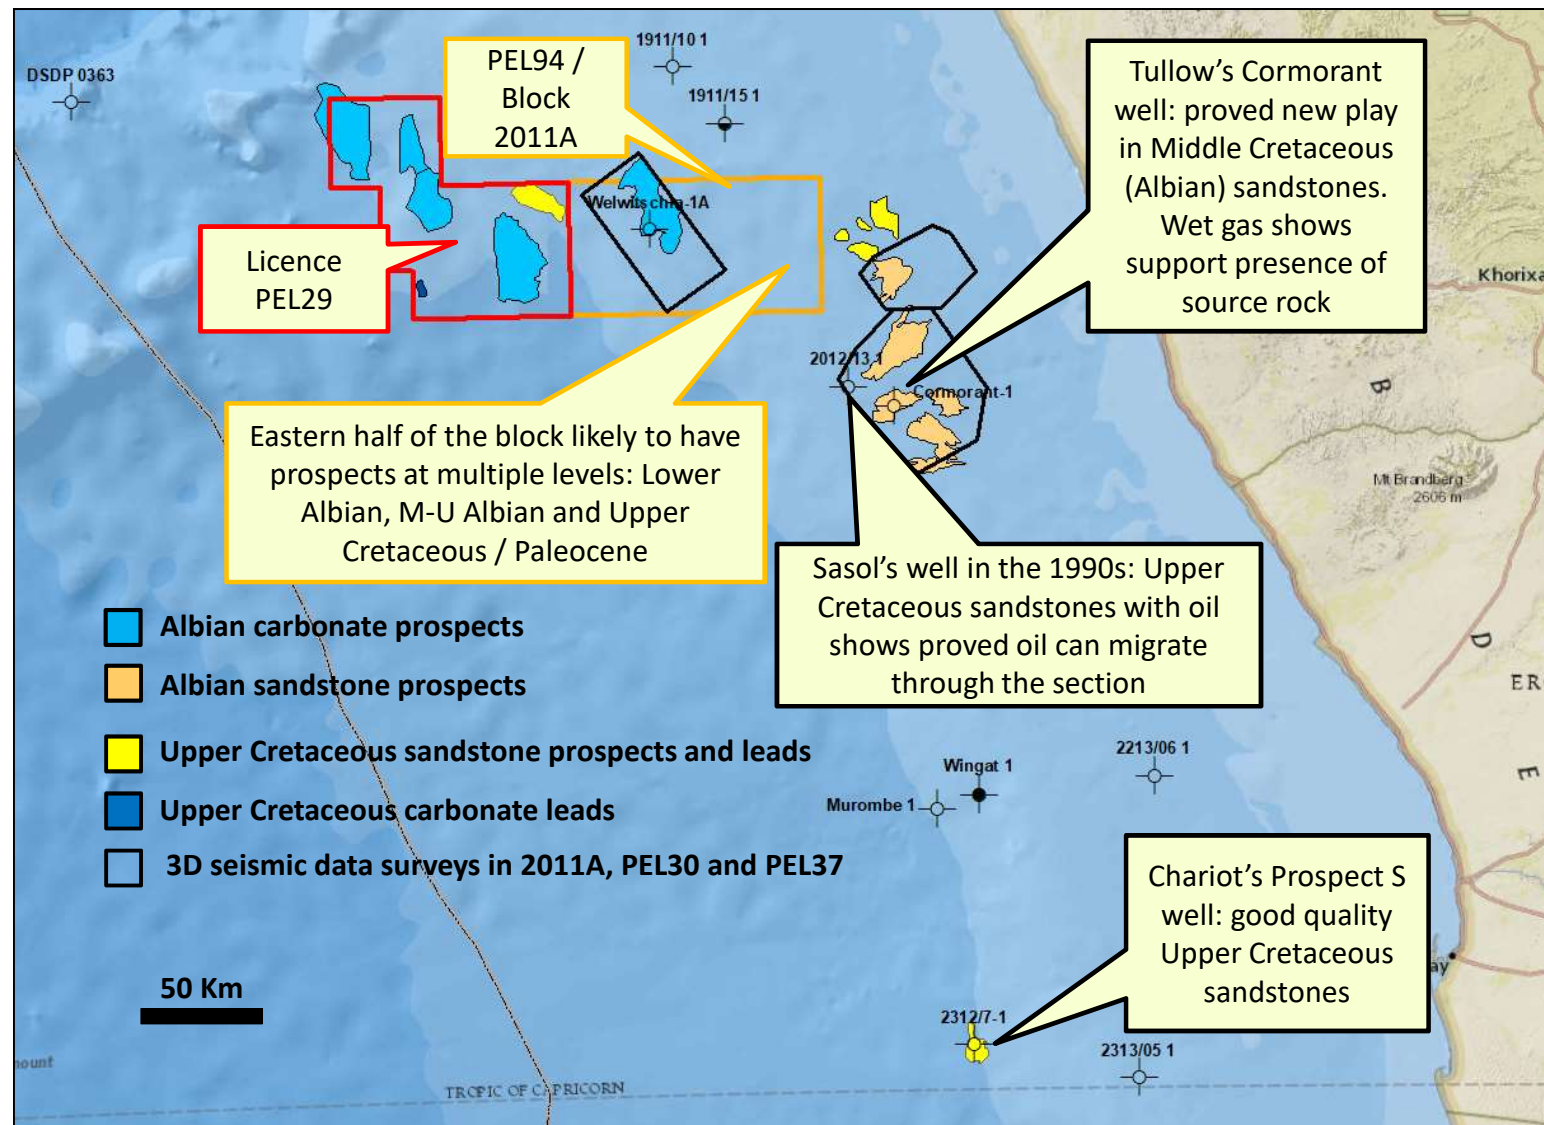 DSDP 0363
1911/10 1
1911/15 1
PEL94 /
Block
2011A
Tullow's Cormorant
well: proved new play
in Middle Cretaceous
(Albian) sandstones.
Wet gas shows
support presence of
source rock
Welwitschia-1A
Licence
PEL29
Khorixa
2012/13 1
Cormorant-1
B
Eastern half of the block likely to have
prospects at multiple levels: Lower
Albian, M-U Albian and Upper
Cretaceous / Paleocene
Mt Brandberg
2606 m
Sasol's well in the 1990s: Upper
Cretaceous sandstones with oil
shows proved oil can migrate
through the section
D
ER
E
Albian carbonate prospects
Albian sandstone prospects
Upper Cretaceous sandstone prospects and leads
Upper Cretaceous carbonate leads
3D seismic data surveys in 2011A, PEL30 and PEL37
2213/06 1
Wingat 1
Murombe 1
Chariot's Prospect S
well: good quality
Upper Cretaceous
sandstones
ay
50 Km
2312/7-1
2313/05 1
ount
TROPIC OF CAPRICORN